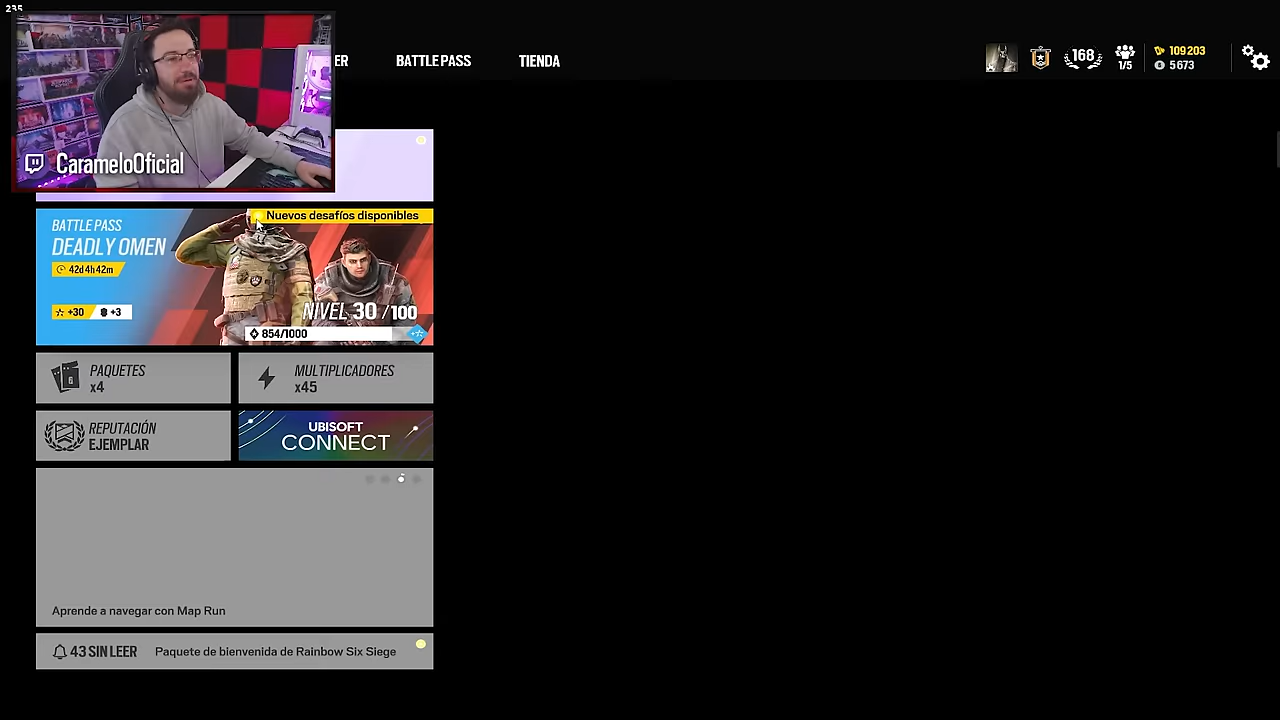 235
CarameloOficial
ER
BATTLE PASS
TIENDA
168
1/5
109 203
5 673
Nuevos desafíos disponibles
BATTLE PASS
DEADLY OMEN
42d 4h 42m
+30
+3
NIVEL 30 / 100
854/1000
PAQUETES
x4
MULTIPLICADORES
x45
REPUTACIÓN
EJEMPLAR
UBISOFT
CONNECT
Aprende a navegar con Map Run
43 SIN LEER
Paquete de bienvenida de Rainbow Six Siege